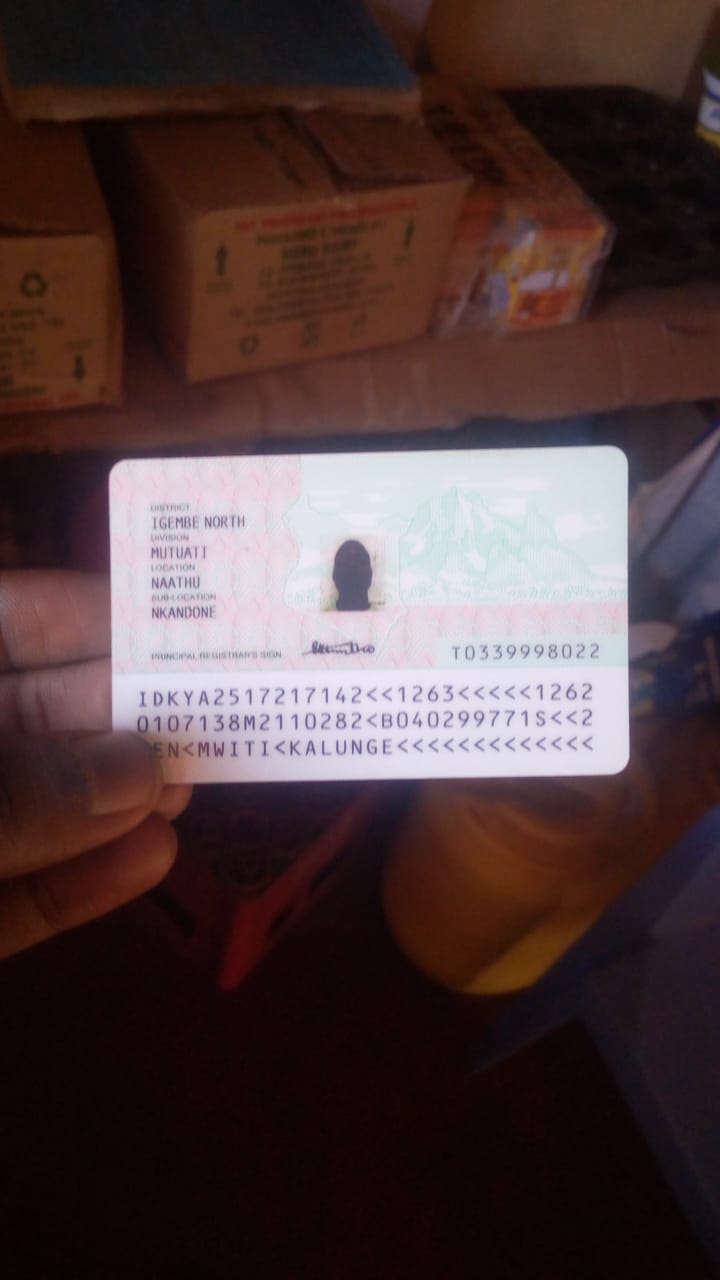 DISTRICT
IGEMBE NORTH
DIVISION
MUTUATI
LOCATION
NAATHU
SUB-LOCATION
NKANDONE
PRINCIPAL REGISTRAR'S SIGN.
T0339998022
IDKYA2517217142<<1263<<<<<1262
0107138M2110282<B040299771S<<2
EN<MWITI<KALUNGE<<<<<<<<<<<<<<